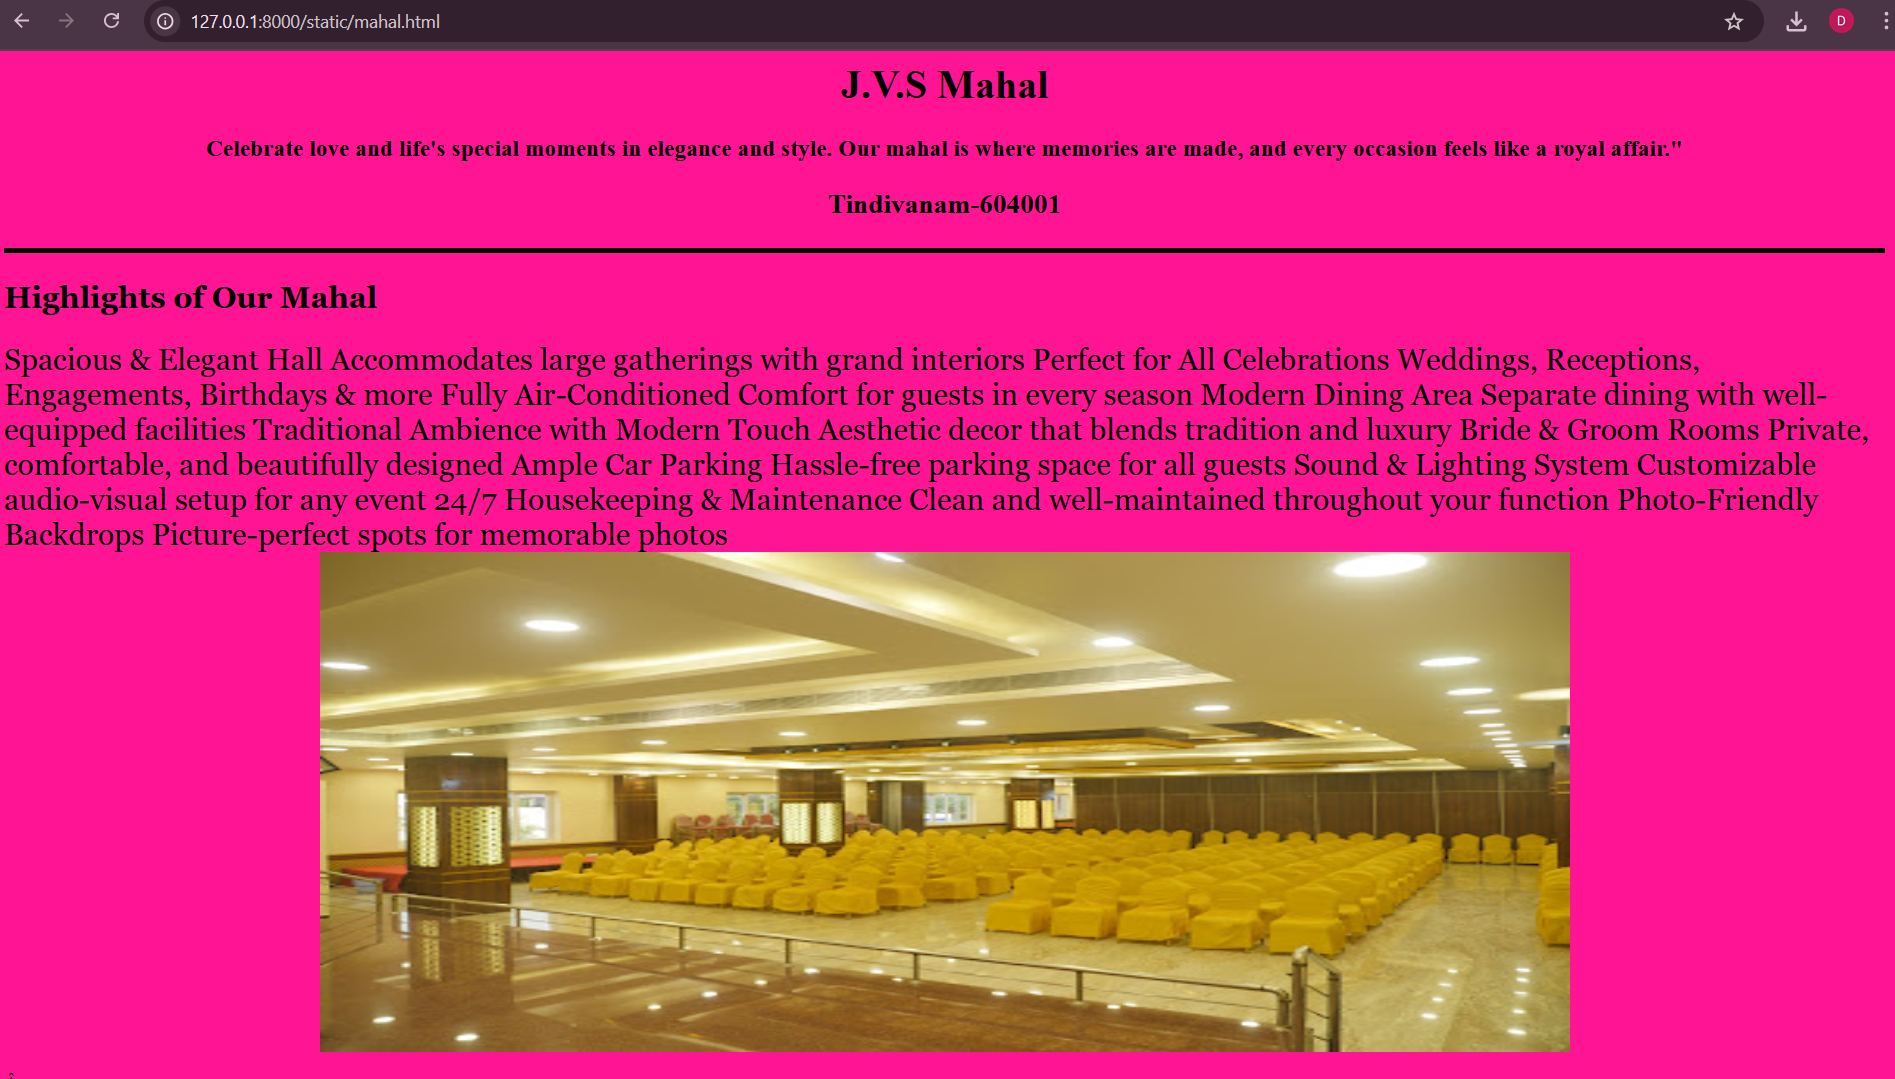 127.0.0.1:8000/static/mahal.html
D
J.V.S Mahal
Celebrate love and life's special moments in elegance and style. Our mahal is where memories are made, and every occasion feels like a royal affair."
Tindivanam-604001
Highlights of Our Mahal
Spacious & Elegant Hall Accommodates large gatherings with grand interiors Perfect for All Celebrations Weddings, Receptions,
Engagements, Birthdays & more Fully Air-Conditioned Comfort for guests in every season Modern Dining Area Separate dining with well-
equipped facilities Traditional Ambience with Modern Touch Aesthetic decor that blends tradition and luxury Bride & Groom Rooms Private,
comfortable, and beautifully designed Ample Car Parking Hassle-free parking space for all guests Sound & Lighting System Customizable
audio-visual setup for any event 24/7 Housekeeping & Maintenance Clean and well-maintained throughout your function Photo-Friendly
Backdrops Picture-perfect spots for memorable photos